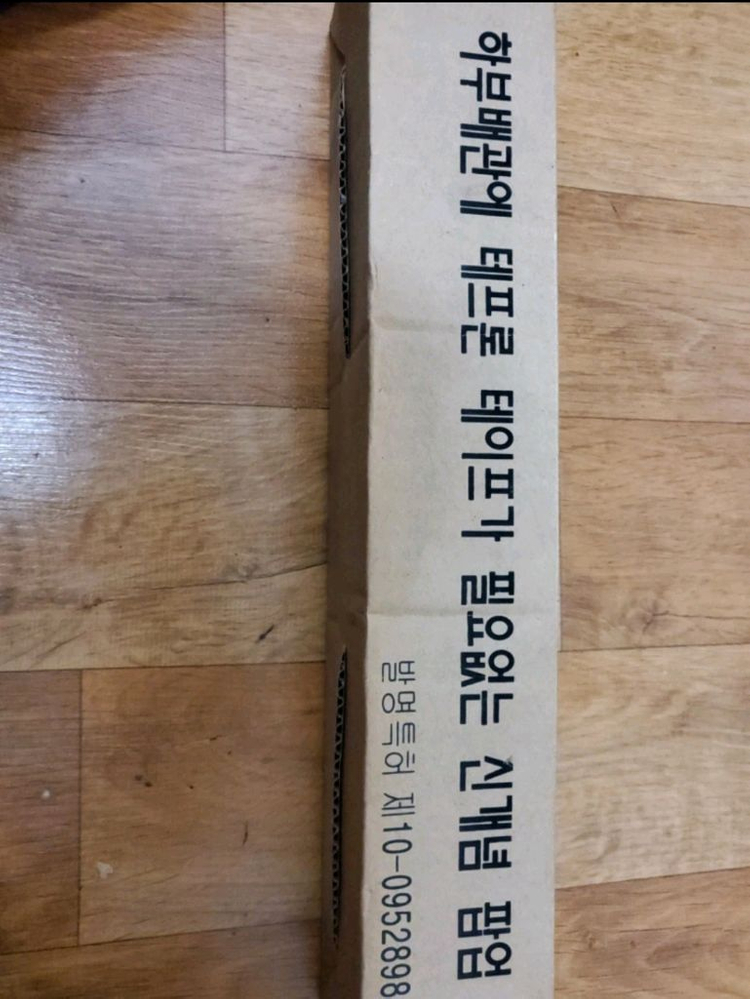 하부배관에 테프론 테이프가 필요없는 신개념 팝업
발명특허 제10-0952898